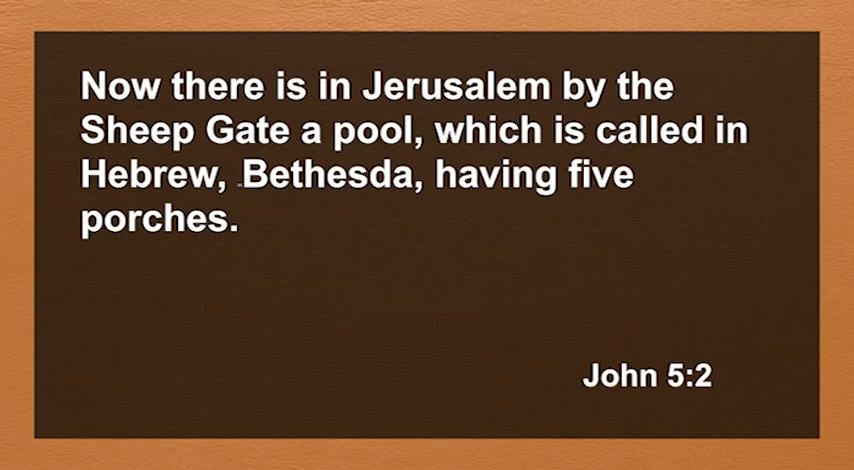 Now there is in Jerusalem by the
Sheep Gate a pool, which is called in
Hebrew, Bethesda, having five
porches.
John 5:2